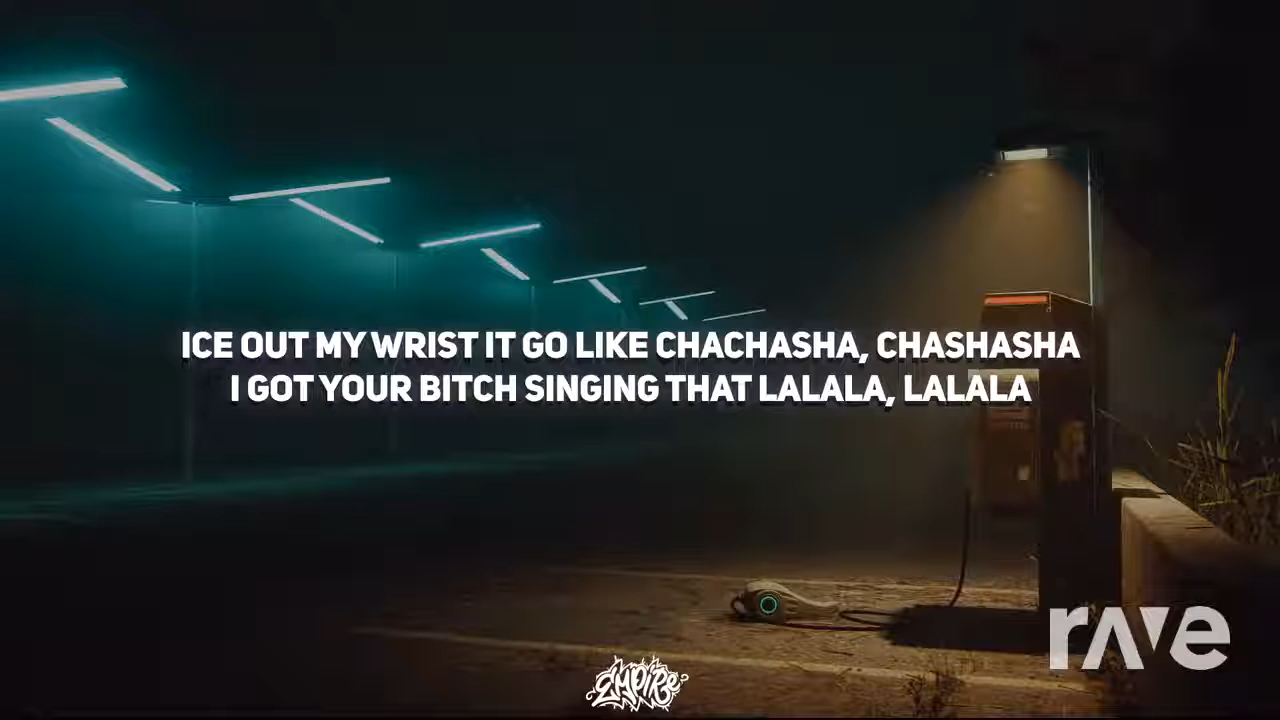 ICE OUT MY WRIST IT GO LIKE CHACHASHA, CHASHASHA
I GOT YOUR BITCH SINGING THAT LALALA, LALALA
EMPIRE
rave